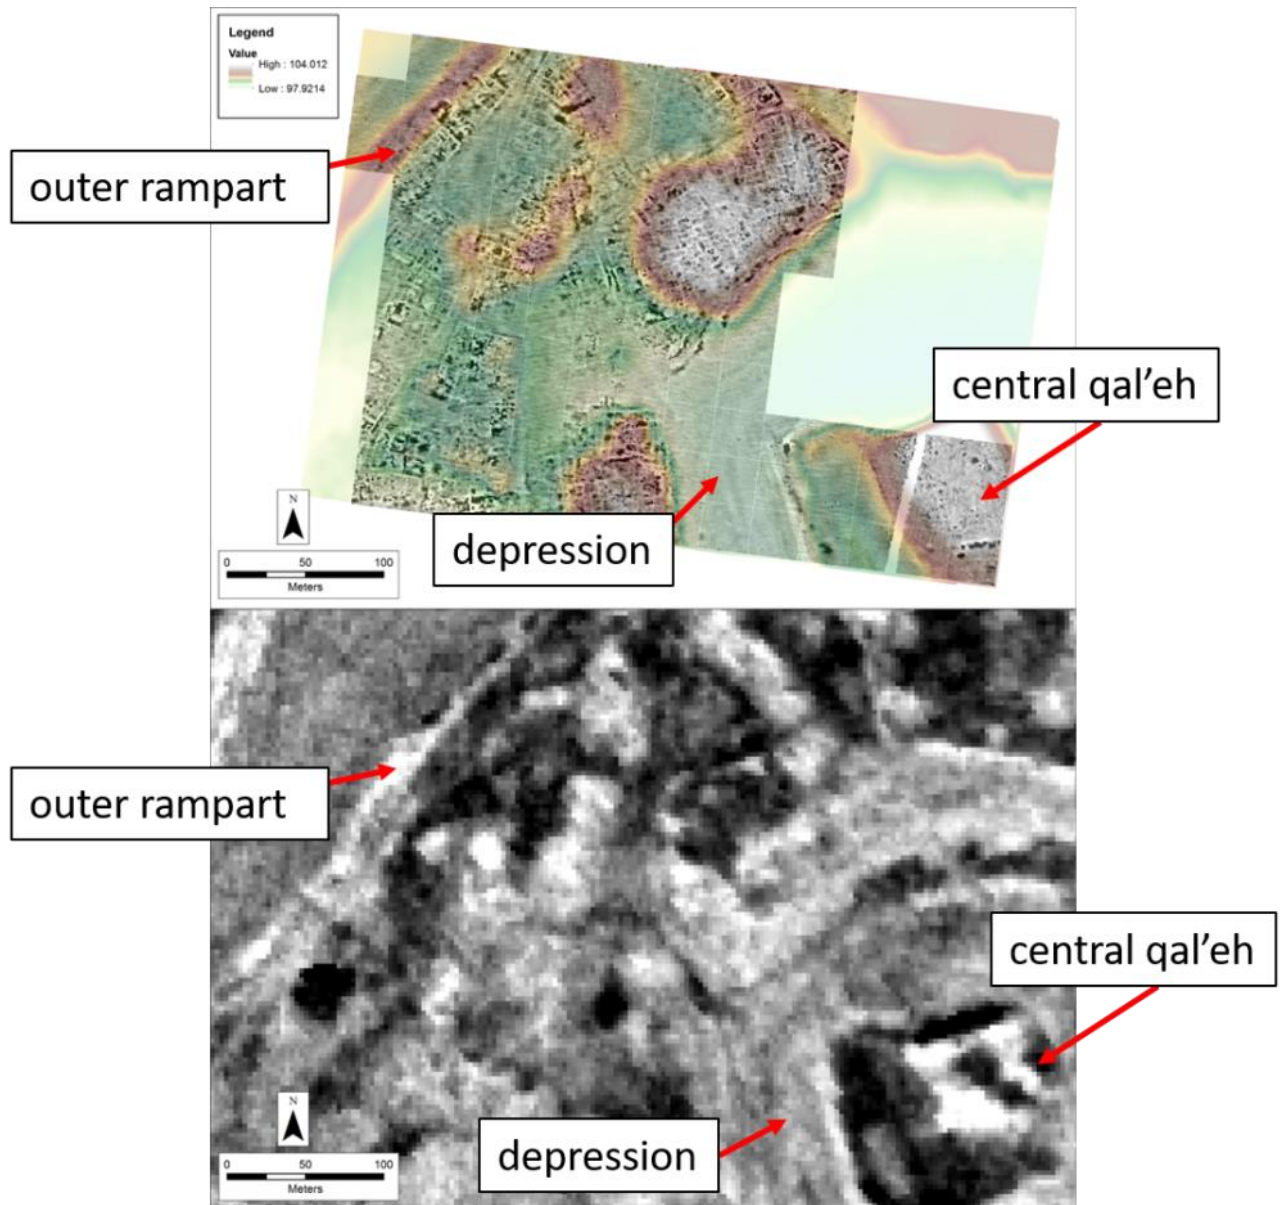 Legend
Value
High : 104.012
Low : 97.9214
outer rampart
central qal'eh
depression
N
0 50 100
Meters
outer rampart
central qal'eh
depression
N
0 50 100
Meters